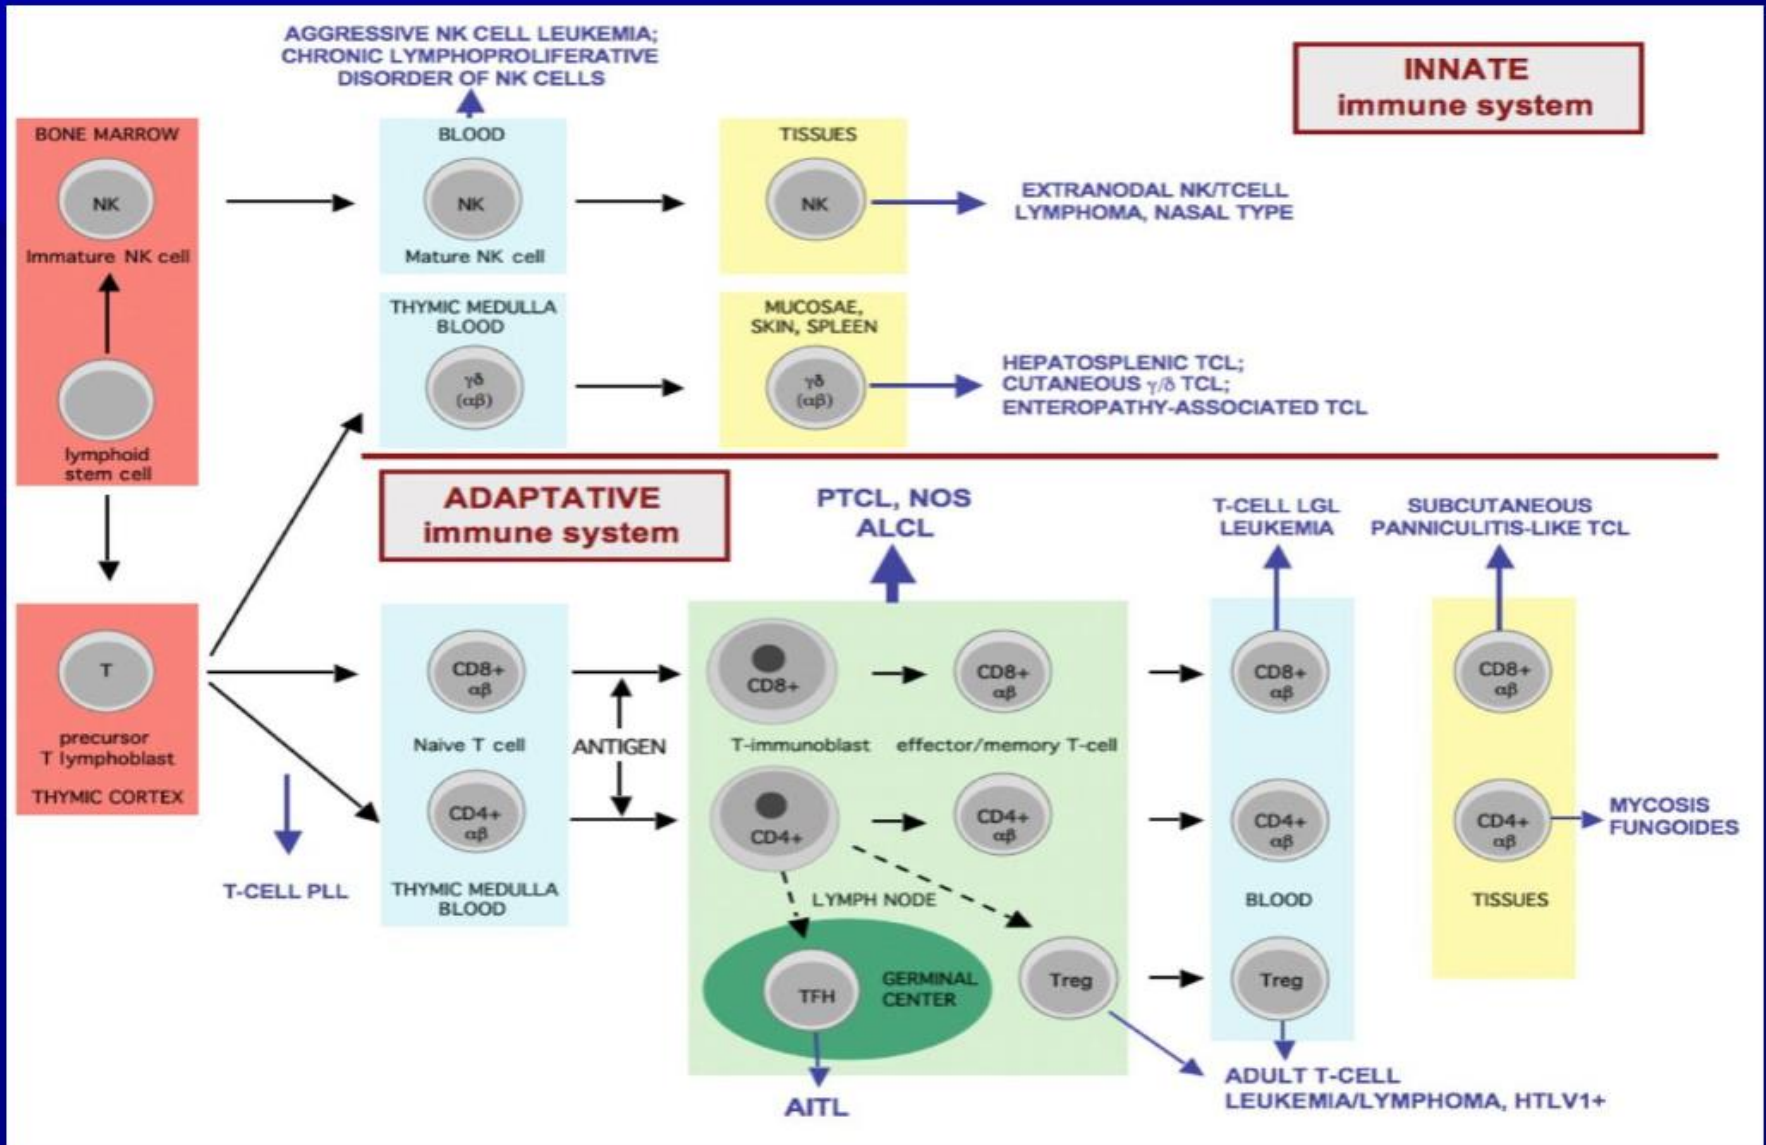 AGGRESSIVE NK CELL LEUKEMIA;
CHRONIC LYMPHOPROLIFERATIVE
DISORDER OF NK CELLS
INNATE
immune system
BONE MARROW
NK
Immature NK cell
lymphoid
stem cell
BLOOD
NK
Mature NK cell
TISSUES
NK
EXTRANODAL NK/TCELL
LYMPHOMA, NASAL TYPE
THYMIC MEDULLA
BLOOD
γδ
(αβ)
MUCOSAE,
SKIN, SPLEEN
γδ
(αβ)
HEPATOSPLENIC TCL;
CUTANEOUS γ/δ TCL;
ENTEROPATHY-ASSOCIATED TCL
ADAPTATIVE
immune system
PTCL, NOS
ALCL
T-CELL LGL
LEUKEMIA
SUBCUTANEOUS
PANNICULITIS-LIKE TCL
T
precursor
T lymphoblast
THYMIC CORTEX
T-CELL PLL
CD8+
αβ
Naive T cell
CD4+
αβ
THYMIC MEDULLA
BLOOD
ANTIGEN
CD8+
T-immunoblast
CD4+
CD8+
αβ
effector/memory T-cell
CD4+
αβ
LYMPH NODE
TFH
GERMINAL
CENTER
Treg
AITL
CD8+
αβ
CD4+
αβ
BLOOD
Treg
CD8+
αβ
CD4+
αβ
TISSUES
MYCOSIS
FUNGOIDES
ADULT T-CELL
LEUKEMIA/LYMPHOMA, HTLV1+